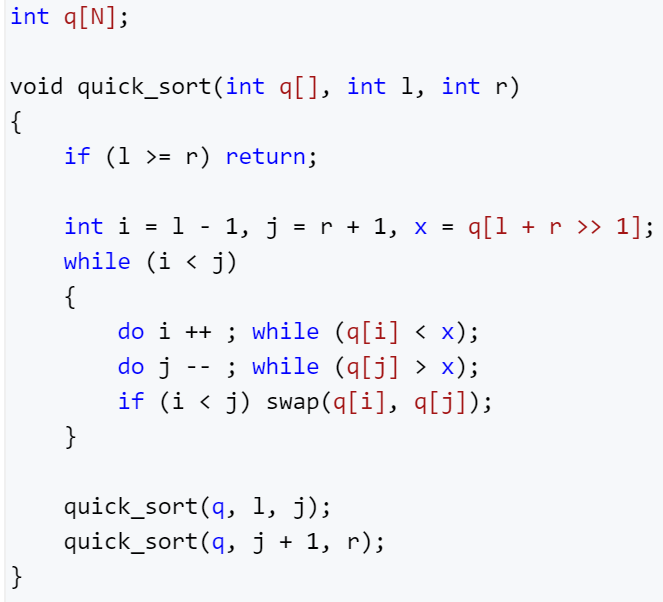 int q[N];
void quick_sort(int q[], int l, int r)
{
    if (l >= r) return;
    int i = l - 1, j = r + 1, x = q[l + r >> 1];
    while (i < j)
    {
        do i ++ ; while (q[i] < x);
        do j -- ; while (q[j] > x);
        if (i < j) swap(q[i], q[j]);
    }
    quick_sort(q, l, j);
    quick_sort(q, j + 1, r);
}